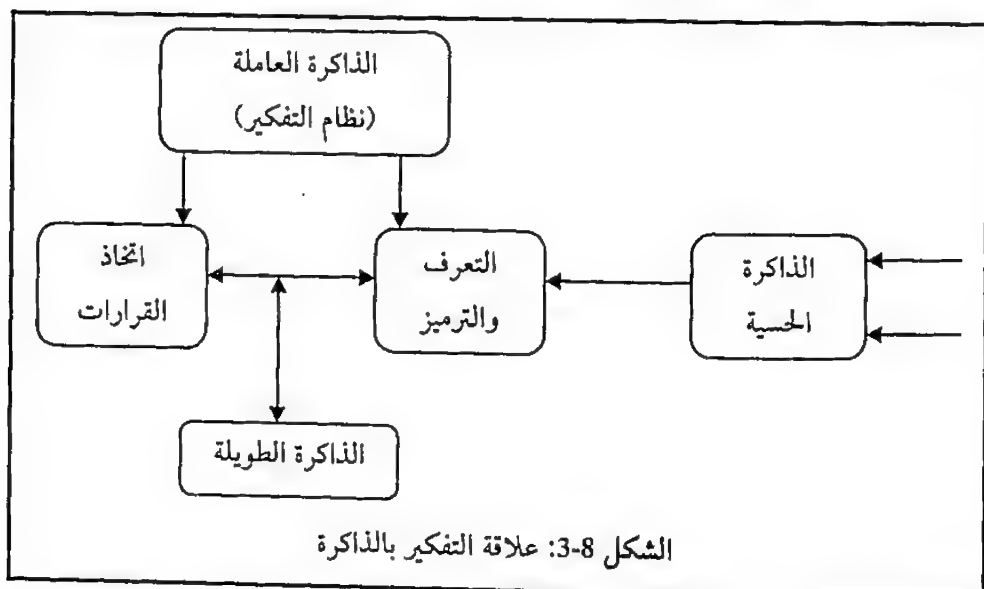 الذاكرة العاملة
(نظام التفكير)
الذاكرة
الحسية
التعرف
والترميز
اتخاذ
القرارات
الذاكرة الطويلة
الشكل 8-3: علاقة التفكير بالذاكرة